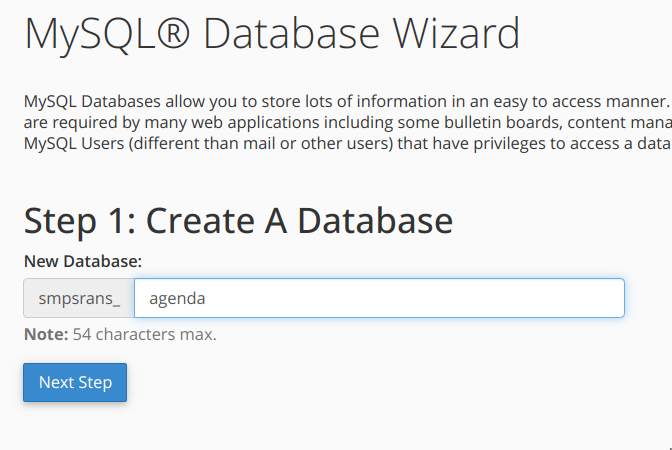 MySQL® Database Wizard
MySQL Databases allow you to store lots of information in an easy to access manner.
are required by many web applications including some bulletin boards, content mana
MySQL Users (different than mail or other users) that have privileges to access a data
Step 1: Create A Database
New Database:
smpsrans_ agenda
Note: 54 characters max.
Next Step